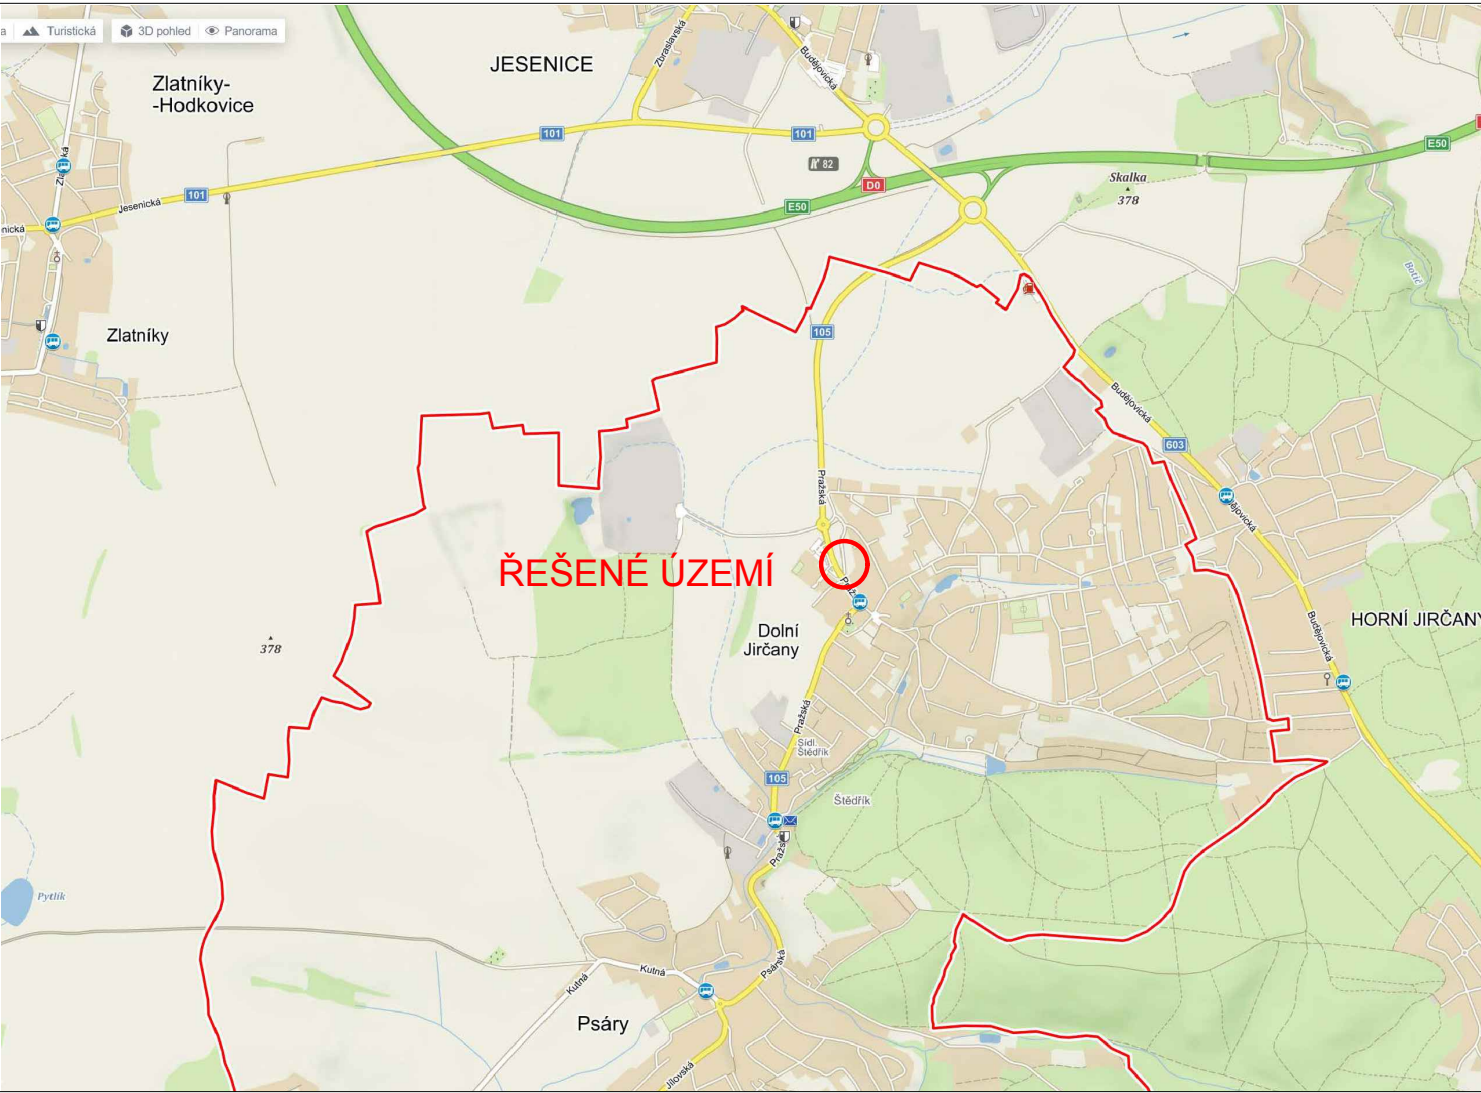 a
Turistická
3D pohled
Panorama
Zbraslavská
Budějovická
JESENICE
Zlatníky-
-Hodkovice
101
101
82
D0
E50
E50
Skalka
378
Jesenická
101
Botič
Zlatníky
105
Budějovická
603
Pražská
ŘEŠENÉ ÚZEMÍ
Dolní
Jirčany
HORNÍ JIRČANY
Budějovická
378
Pražská
Sídl.
Štědřík
105
Štědřík
Pytlík
Kutná
Kutná
Psárská
Psáry
Jílovská